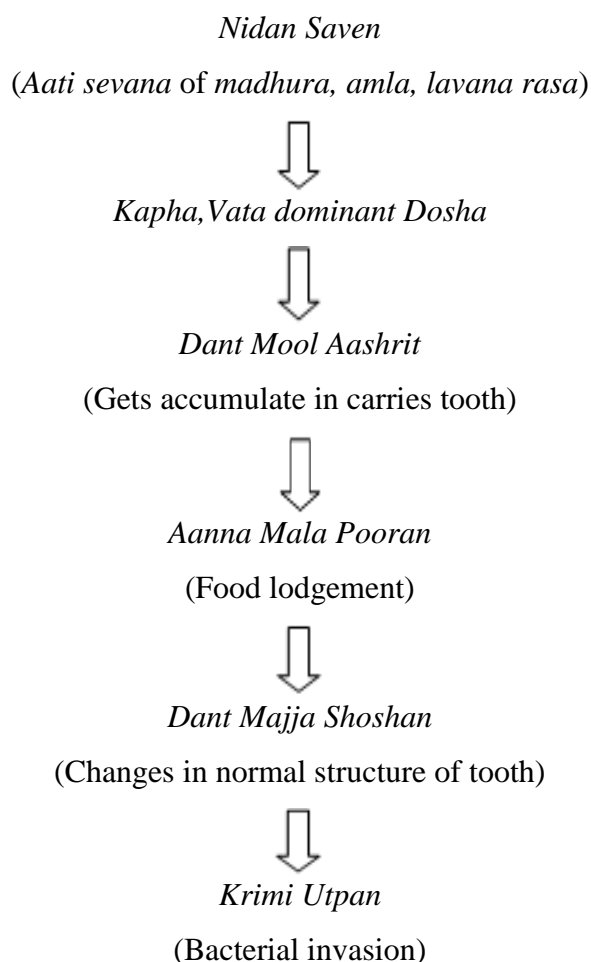 Nidan Saven
(Aati sevana of madhura, amla, lavana rasa)
Kapha,Vata dominant Dosha
Dant Mool Aashrit
(Gets accumulate in carries tooth)
Aanna Mala Pooran
(Food lodgement)
Dant Majja Shoshan
(Changes in normal structure of tooth)
Krimi Utpan
(Bacterial invasion)